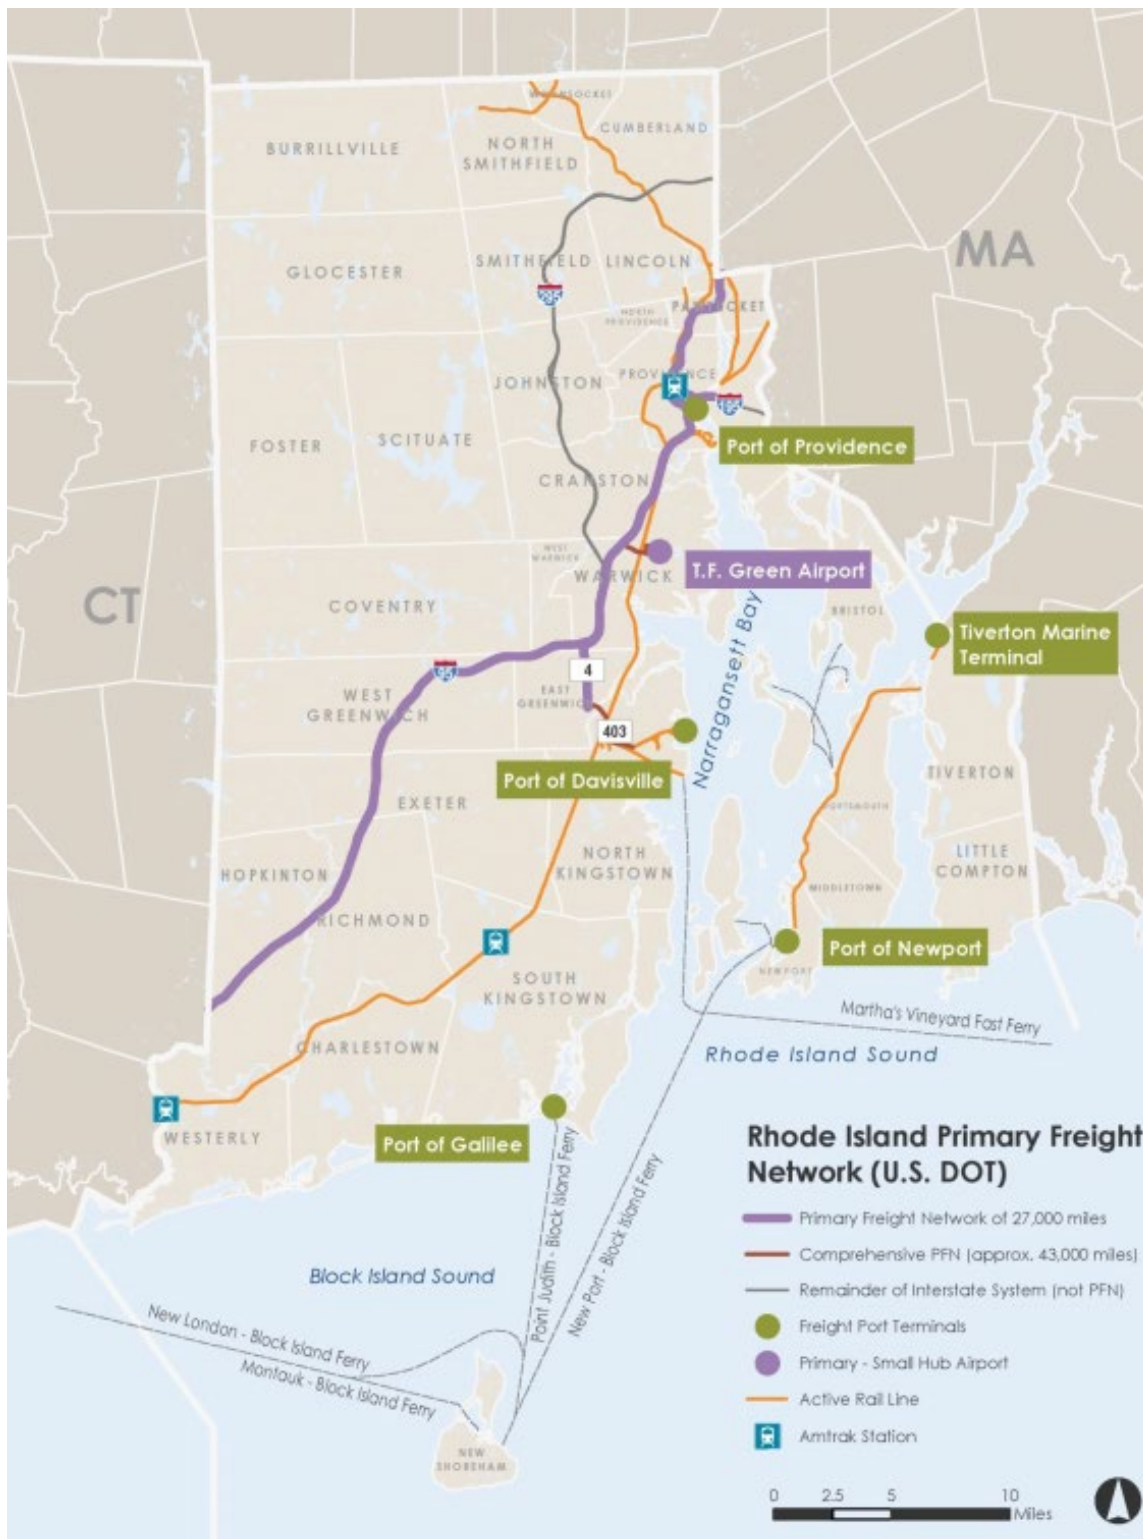 WOONSOCKET
CUMBERLAND
BURRILLVILLE
NORTH
SMITHFIELD
MA
SMITHFIELD
LINCOLN
GLOCESTER
295
PAWTUCKET
NORTH
PROVIDENCE
PROVIDENCE
JOHNSTON
195
FOSTER
SCITUATE
Port of Providence
CRANSTON
WEST
WARWICK
WARWICK
T.F. Green Airport
CT
COVENTRY
BRISTOL
Tiverton Marine
Terminal
95
4
WEST
GREENWICH
EAST
GREENWICH
403
Narragansett Bay
Port of Davisville
TIVERTON
EXETER
PORTSMOUTH
NORTH
KINGSTOWN
LITTLE
COMPTON
HOPKINTON
MIDDLETOWN
RICHMOND
Port of Newport
NEWPORT
SOUTH
KINGSTOWN
Martha's Vineyard Fast Ferry
CHARLESTOWN
Rhode Island Sound
WESTERLY
Port of Galilee
Point Judith - Block Island Ferry
New Port - Block Island Ferry
Block Island Sound
New London - Block Island Ferry
Montauk - Block Island Ferry
NEW
SHOREHAM
Rhode Island Primary Freight
Network (U.S. DOT)
Primary Freight Network of 27,000 miles
Comprehensive PFN (approx. 43,000 miles)
Remainder of Interstate System (not PFN)
Freight Port Terminals
Primary - Small Hub Airport
Active Rail Line
Amtrak Station
0 2.5 5 10
Miles